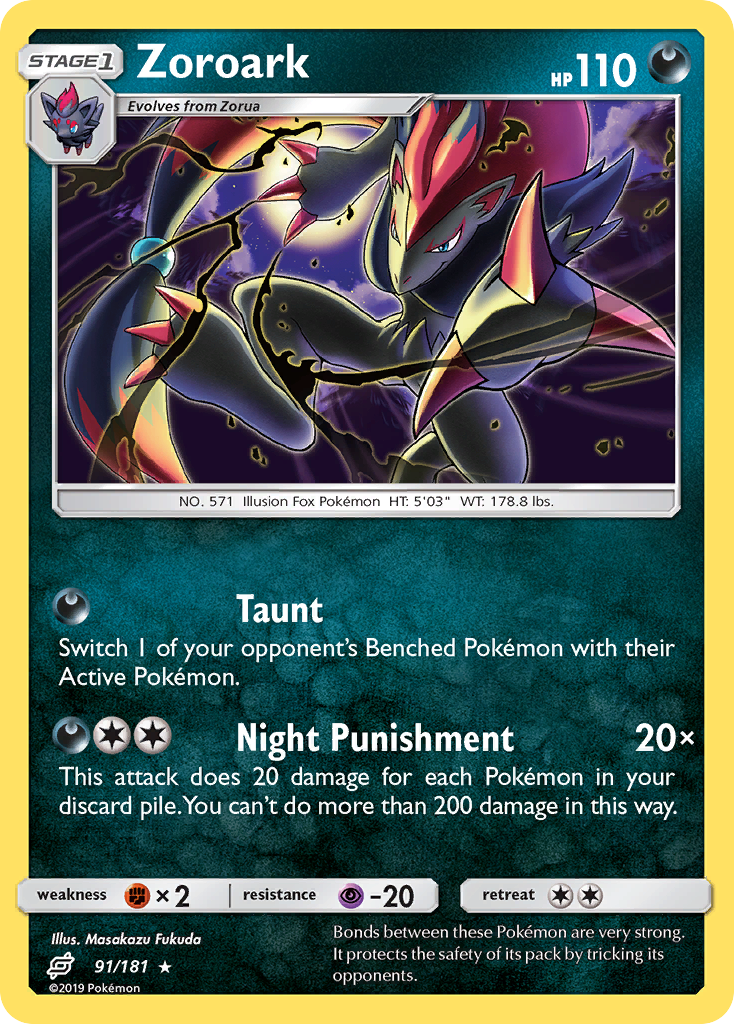 STAGE1
Zoroark
HP 110
Evolves from Zorua
NO. 571 Illusion Fox Pokémon HT: 5'03" WT: 178.8 lbs.
Taunt
Switch 1 of your opponent's Benched Pokémon with their
Active Pokémon.
Night Punishment 20×
This attack does 20 damage for each Pokémon in your
discard pile. You can't do more than 200 damage in this way.
weakness ×2 resistance -20 retreat
Illus. Masakazu Fukuda
91/181 ★
©2019 Pokémon
Bonds between these Pokémon are very strong.
It protects the safety of its pack by tricking its
opponents.